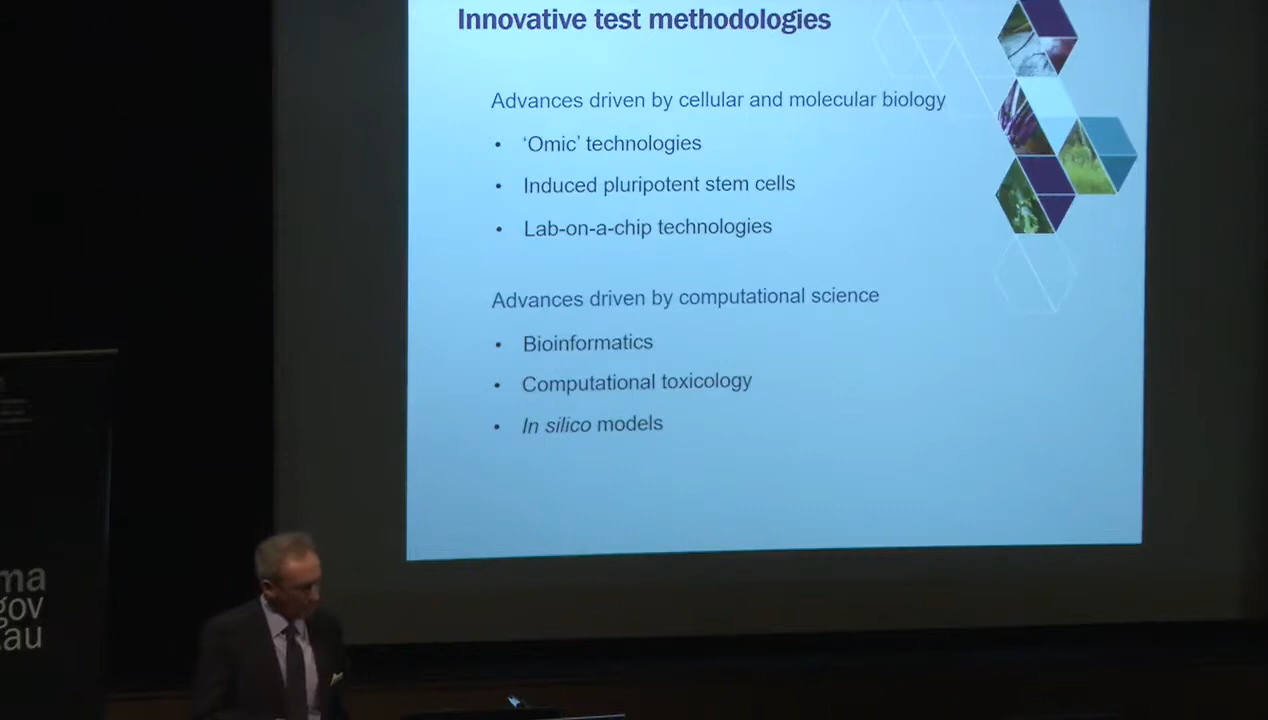 Innovative test methodologies
Advances driven by cellular and molecular biology
• ‘Omic’ technologies
• Induced pluripotent stem cells
• Lab-on-a-chip technologies
Advances driven by computational science
• Bioinformatics
• Computational toxicology
• In silico models
ma
gov
.au